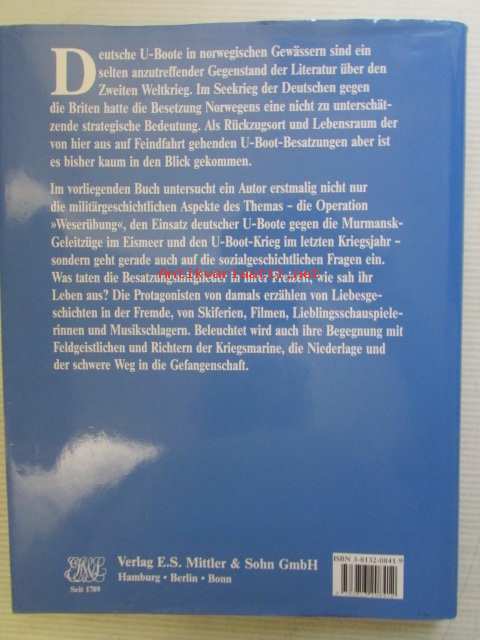 Deutsche U-Boote in norwegischen Gewässern sind ein
selten anzutreffender Gegenstand der Literatur über den
Zweiten Weltkrieg. Im Seekrieg der Deutschen gegen
die Briten hatte die Besetzung Norwegens eine nicht zu unterschät-
zende strategische Bedeutung. Als Rückzugsort und Lebensraum der
von hier aus auf Feindfahrt gehenden U-Boot-Besatzungen aber ist
es bisher kaum in den Blick gekommen.
Im vorliegenden Buch untersucht ein Autor erstmalig nicht nur
die militärgeschichtlichen Aspekte des Themas – die Operation
»Weserübung«, den Einsatz deutscher U-Boote gegen die Murmansk-
Geleitzüge im Eismeer und den U-Boot-Krieg im letzten Kriegsjahr –
sondern geht gerade auch auf die sozialgeschichtlichen Fragen ein.
Was taten die Besatzungsmitglieder in ihrer Freizeit, wie sah ihr
Leben aus? Die Protagonisten von damals erzählen von Liebesge-
schichten in der Fremde, von Skiferien, Filmen, Lieblingsschauspiele-
rinnen und Musikschlagern. Beleuchtet wird auch ihre Begegnung mit
Feldgeistlichen und Richtern der Kriegsmarine, die Niederlage und
der schwere Weg in die Gefangenschaft.
Verlag E.S. Mittler & Sohn GmbH
Hamburg · Berlin · Bonn
Seit 1789
ISBN 3-8132-0841-9